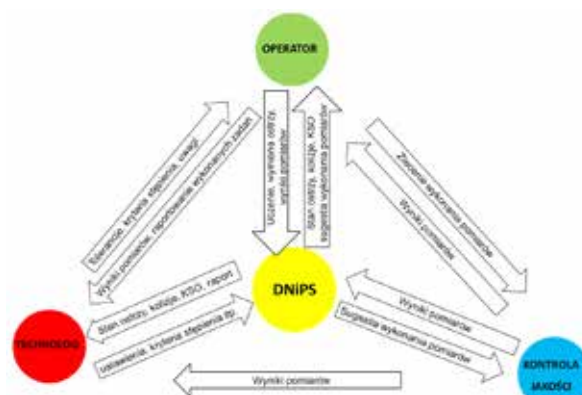 OPERATOR
Tolerancje, kryteria stępienia, uwagi
Wyniki pomiarów, raportowanie wykonanych zadań
Uczenie, wymiana ostrzy,
wyniki pomiarów
Stan ostrzy, kolizje, KSO
sugestia wykonania pomiarów
Zlecenie wykonania pomiarów
Wyniki pomiarów
DNiPS
Stan ostrzy, kolizje, KSO, raport
ustawienia, kryteria stępienia itp.
Wyniki pomiarów
Sugestia wykonania pomiarów
TECHNOLOG
KONTROLA
JAKOŚCI
Wyniki pomiarów